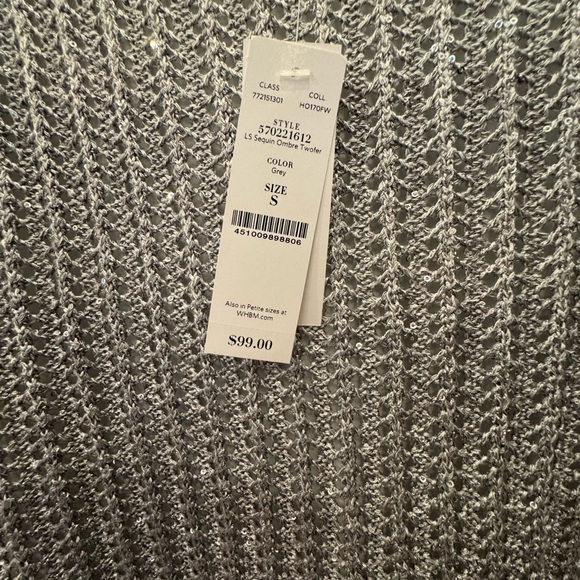 CLASS COLL
772151301 HO170FW
STYLE
570221612
LS Sequin Ombre Twofer
COLOR
Grey
SIZE
S
451009898806
Also in Petite sizes at
WHBM.com
$99.00